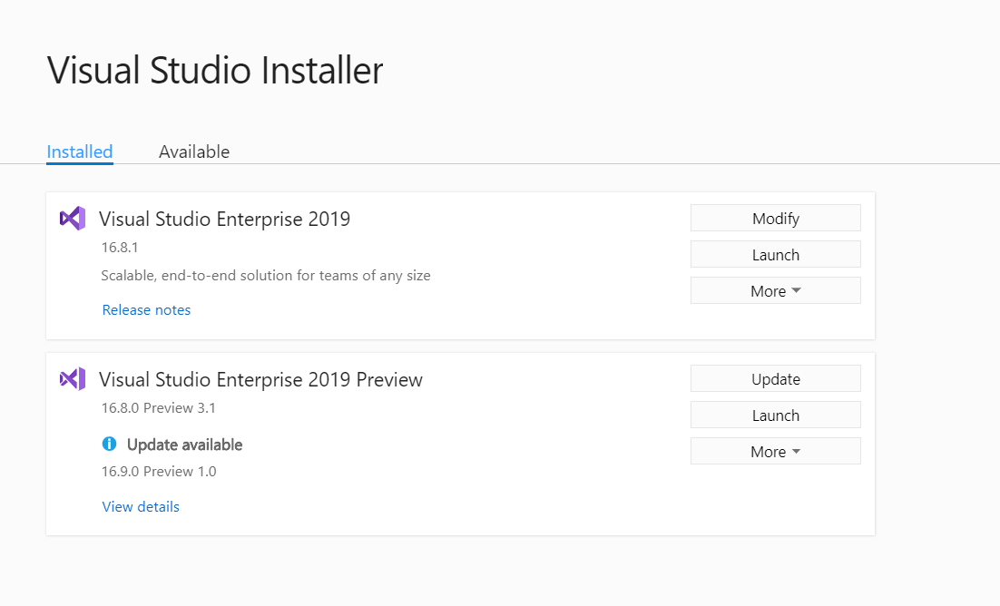 Visual Studio Installer
Installed Available
Visual Studio Enterprise 2019
16.8.1
Scalable, end-to-end solution for teams of any size
Release notes
Modify
Launch
More
Visual Studio Enterprise 2019 Preview
16.8.0 Preview 3.1
Update available
16.9.0 Preview 1.0
View details
Update
Launch
More